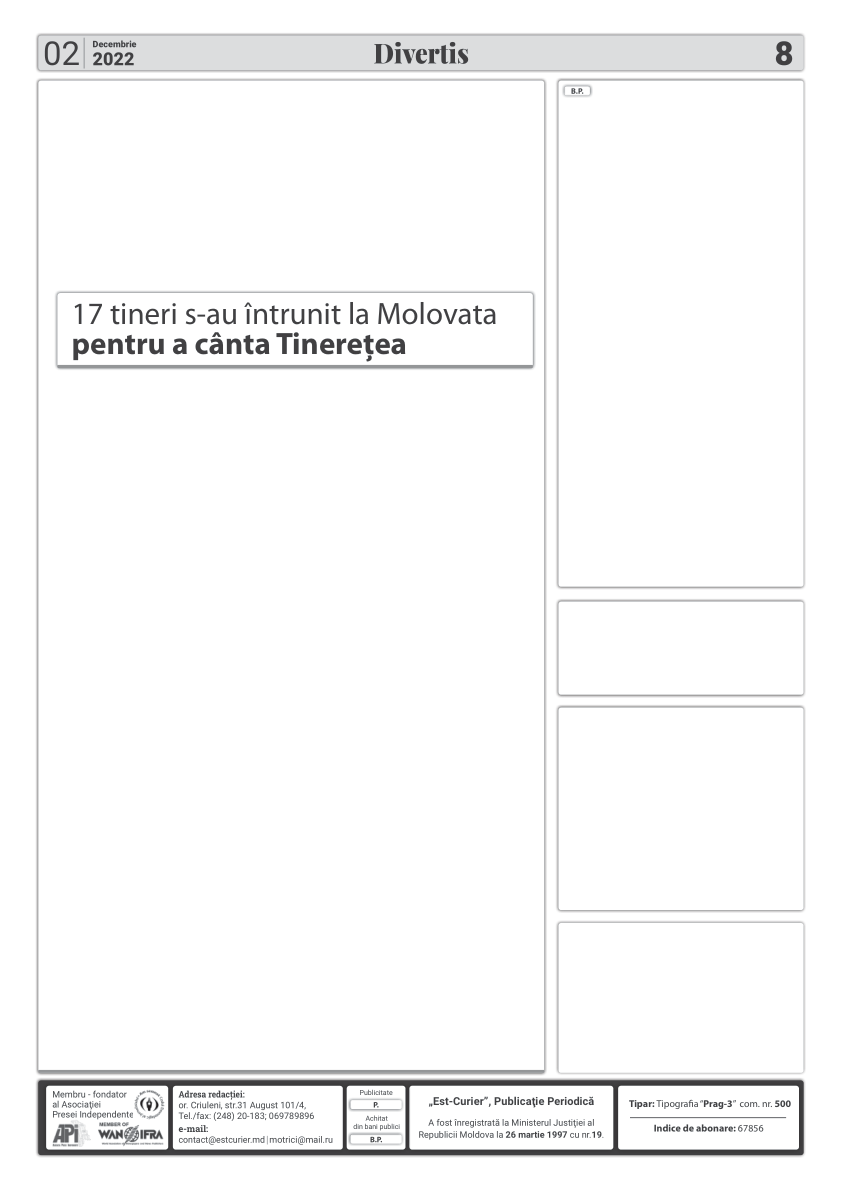 02
Decembrie
2022
Divertis
8
B.P.
17 tineri s-au întrunit la Molovata
pentru a cânta Tinerețea
Membru - fondator
al Asociaţiei
Presei Independente
APi
MEMBER OF
WAN IFRA
Adresa redacţiei:
or. Criuleni, str.31 August 101/4,
Tel./fax: (248) 20-183; 069789896
e-mail:
contact@estcurier.md|motrici@mail.ru
Publicitate
P.
Achitat
din bani publici
B.P.
„Est-Curier”, Publicaţie Periodică
A fost înregistrată la Ministerul Justiţiei al
Republicii Moldova la 26 martie 1997 cu nr.19.
Tipar: Tipografia “Prag-3” com. nr. 500
Indice de abonare: 67856